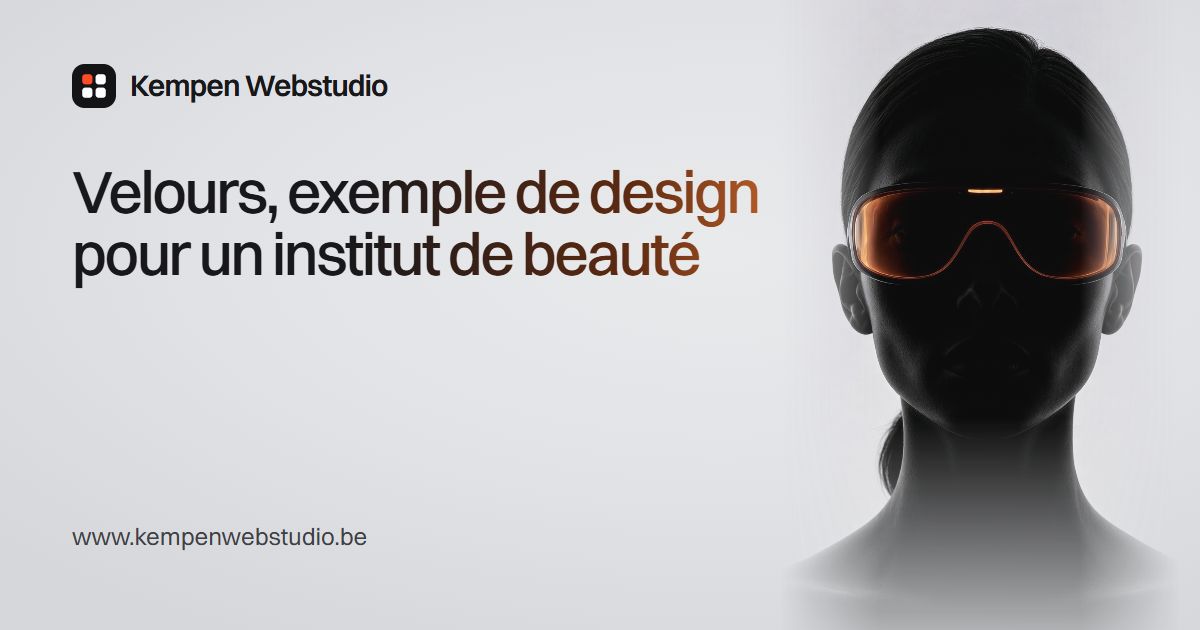 Kempen Webstudio
Velours, exemple de design
pour un institut de beauté
www.kempenwebstudio.be